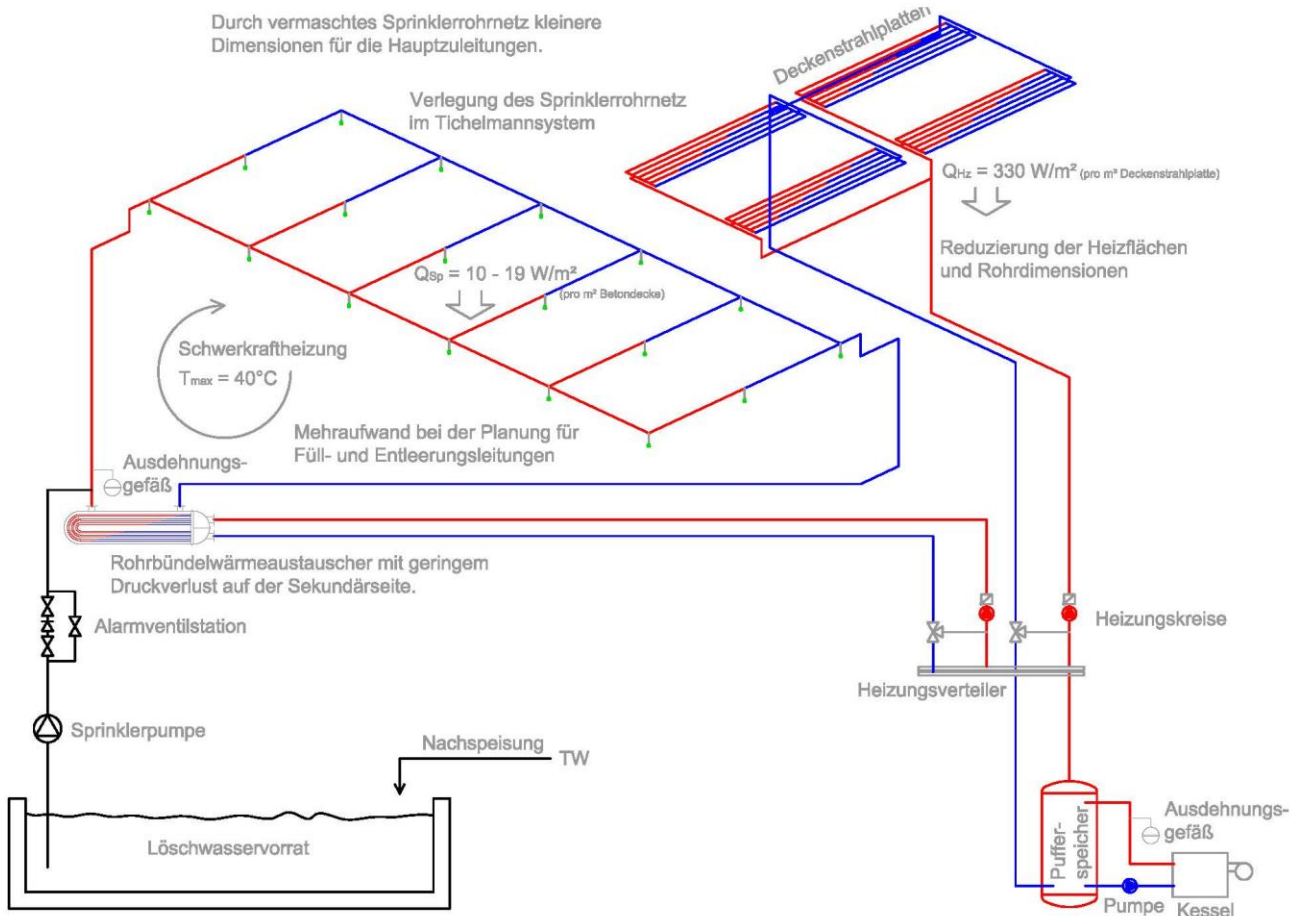 Durch vermaschtes Sprinklerrohrnetz kleinere
Dimensionen für die Hauptzuleitungen.
Deckenstrahlplatten
Verlegung des Sprinklerrohrnetz
im Tichelmannsystem
QHz = 330 W/m² (pro m² Deckenstrahlplatte)
Reduzierung der Heizflächen
und Rohrdimensionen
QSp = 10 - 19 W/m²
(pro m² Betondecke)
Schwerkraftheizung
Tmax = 40°C
Mehraufwand bei der Planung für
Füll- und Entleerungsleitungen
Ausdehnungs-
gefäß
Rohrbündelwärmeaustauscher mit geringem
Druckverlust auf der Sekundärseite.
Alarmventilstation
Heizungskreise
Heizungsverteiler
Sprinklerpumpe
Nachspeisung
TW
Löschwasservorrat
Puffer-
speicher
Ausdehnungs-
gefäß
Pumpe
Kessel